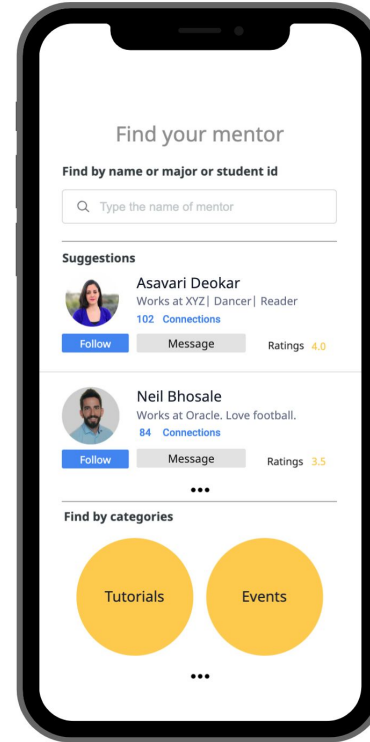 Find your mentor
Find by name or major or student id
Type the name of mentor
Suggestions
Asavari Deokar
Works at XYZ| Dancer| Reader
102 Connections
Follow Message Ratings 4.0
Neil Bhosale
Works at Oracle. Love football.
84 Connections
Follow Message Ratings 3.5
•••
Find by categories
Tutorials Events
•••